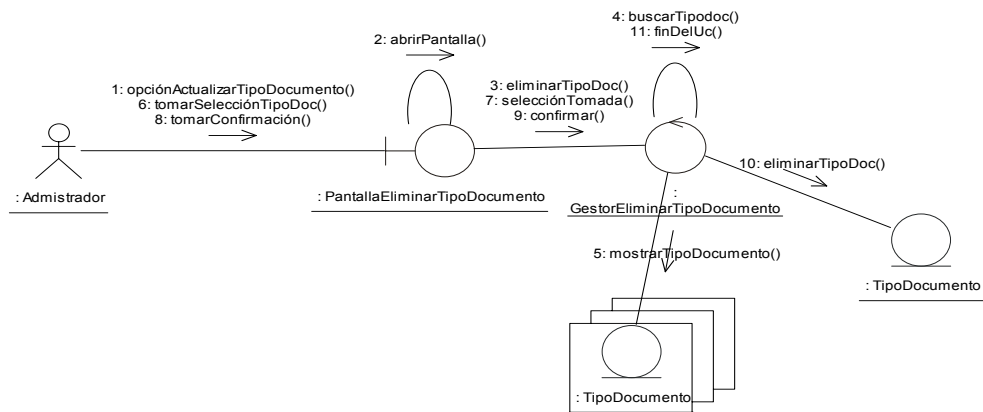 4: buscarTipodoc()
11: finDelUc()
2: abrirPantalla()
1: opciónActualizarTipoDocumento()
6: tomarSelecciónTipoDoc()
8: tomarConfirmación()
3: eliminarTipoDoc()
7: selecciónTomada()
9: confirmar()
10: eliminarTipoDoc()
: Admistrador
: PantallaEliminarTipoDocumento
:
GestorEliminarTipoDocumento
5: mostrarTipoDocumento()
: TipoDocumento
: TipoDocumento